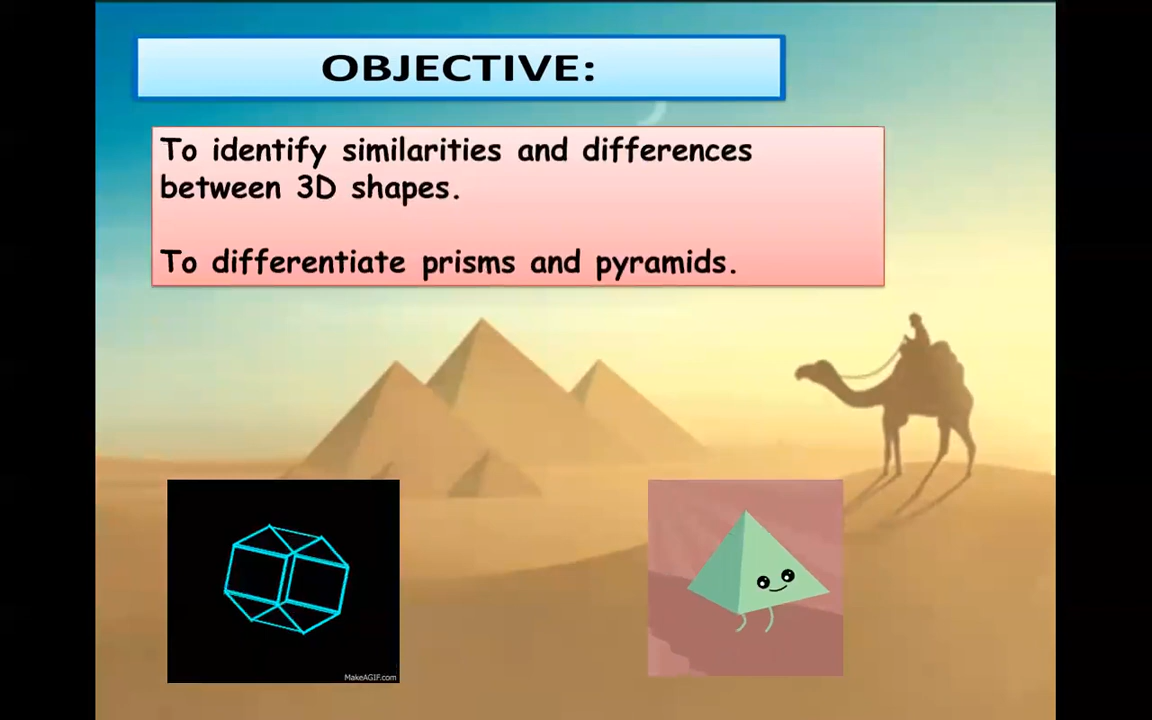 OBJECTIVE:
To identify similarities and differences
between 3D shapes.
To differentiate prisms and pyramids.
MakeAGIF.com